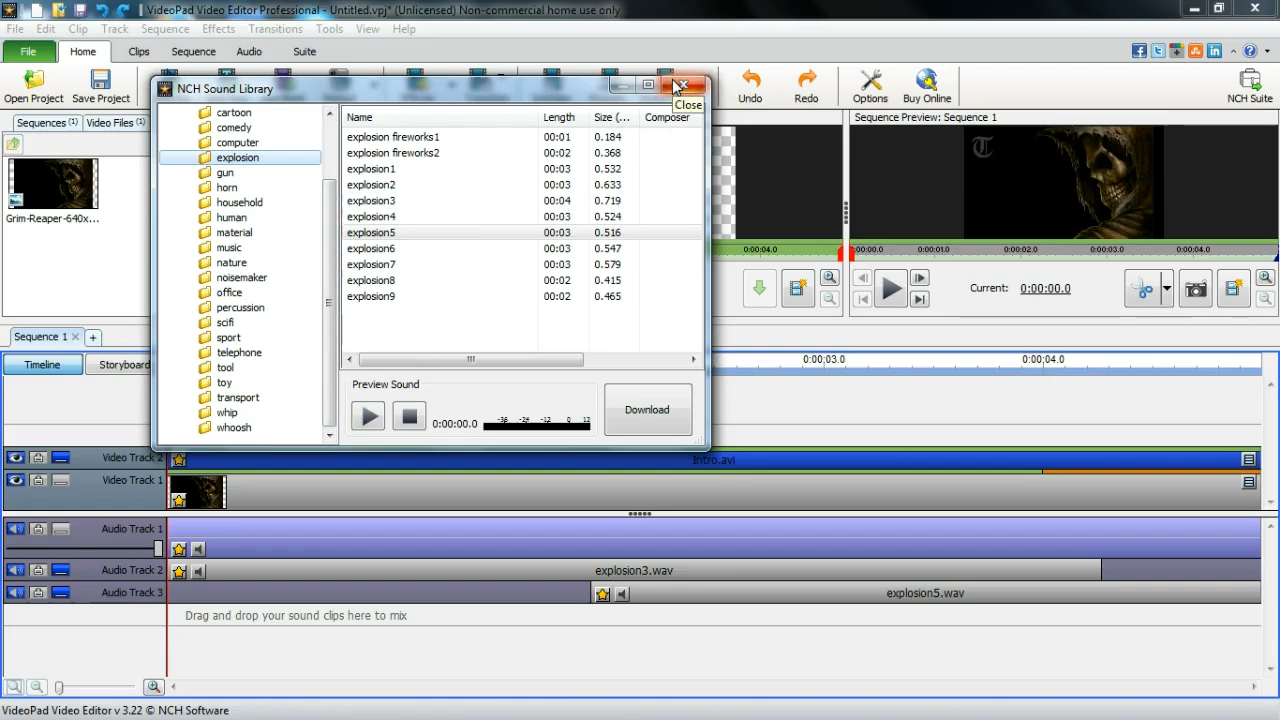 VideoPad Video Editor Professional - Untitled.vpj* (Unlicensed) Non-commercial home use only
File Edit Clip Track Sequence Effects Transitions Tools View Help
File Home Clips Sequence Audio Suite
Open Project Save Project Undo Redo Options Buy Online NCH Suite
NCH Sound Library
Close
Sequences (1) Video Files (1)
Sequence Preview: Sequence 1
Grim-Reaper-640x...
cartoon
comedy
computer
explosion
gun
horn
household
human
material
music
nature
noisemaker
office
percussion
scifi
sport
telephone
tool
toy
transport
whip
whoosh
Name Length Size (... Composer
explosion fireworks1 00:01 0.184
explosion fireworks2 00:02 0.368
explosion1 00:03 0.532
explosion2 00:03 0.633
explosion3 00:04 0.719
explosion4 00:03 0.524
explosion5 00:03 0.516
explosion6 00:03 0.547
explosion7 00:03 0.579
explosion8 00:02 0.415
explosion9 00:02 0.465
Preview Sound
0:00:00.0
-36 -24 -12 0 12
Download
0:00:04.0
:00:00.0 0:00:01.0 0:00:02.0 0:00:03.0 0:00:04.0
Current: 0:00:00.0
Sequence 1
Timeline Storyboard
0:00:03.0 0:00:04.0
Video Track 2 Intro.avi
Video Track 1
Audio Track 1
Audio Track 2 explosion3.wav
Audio Track 3 explosion5.wav
Drag and drop your sound clips here to mix
VideoPad Video Editor v 3.22 © NCH Software